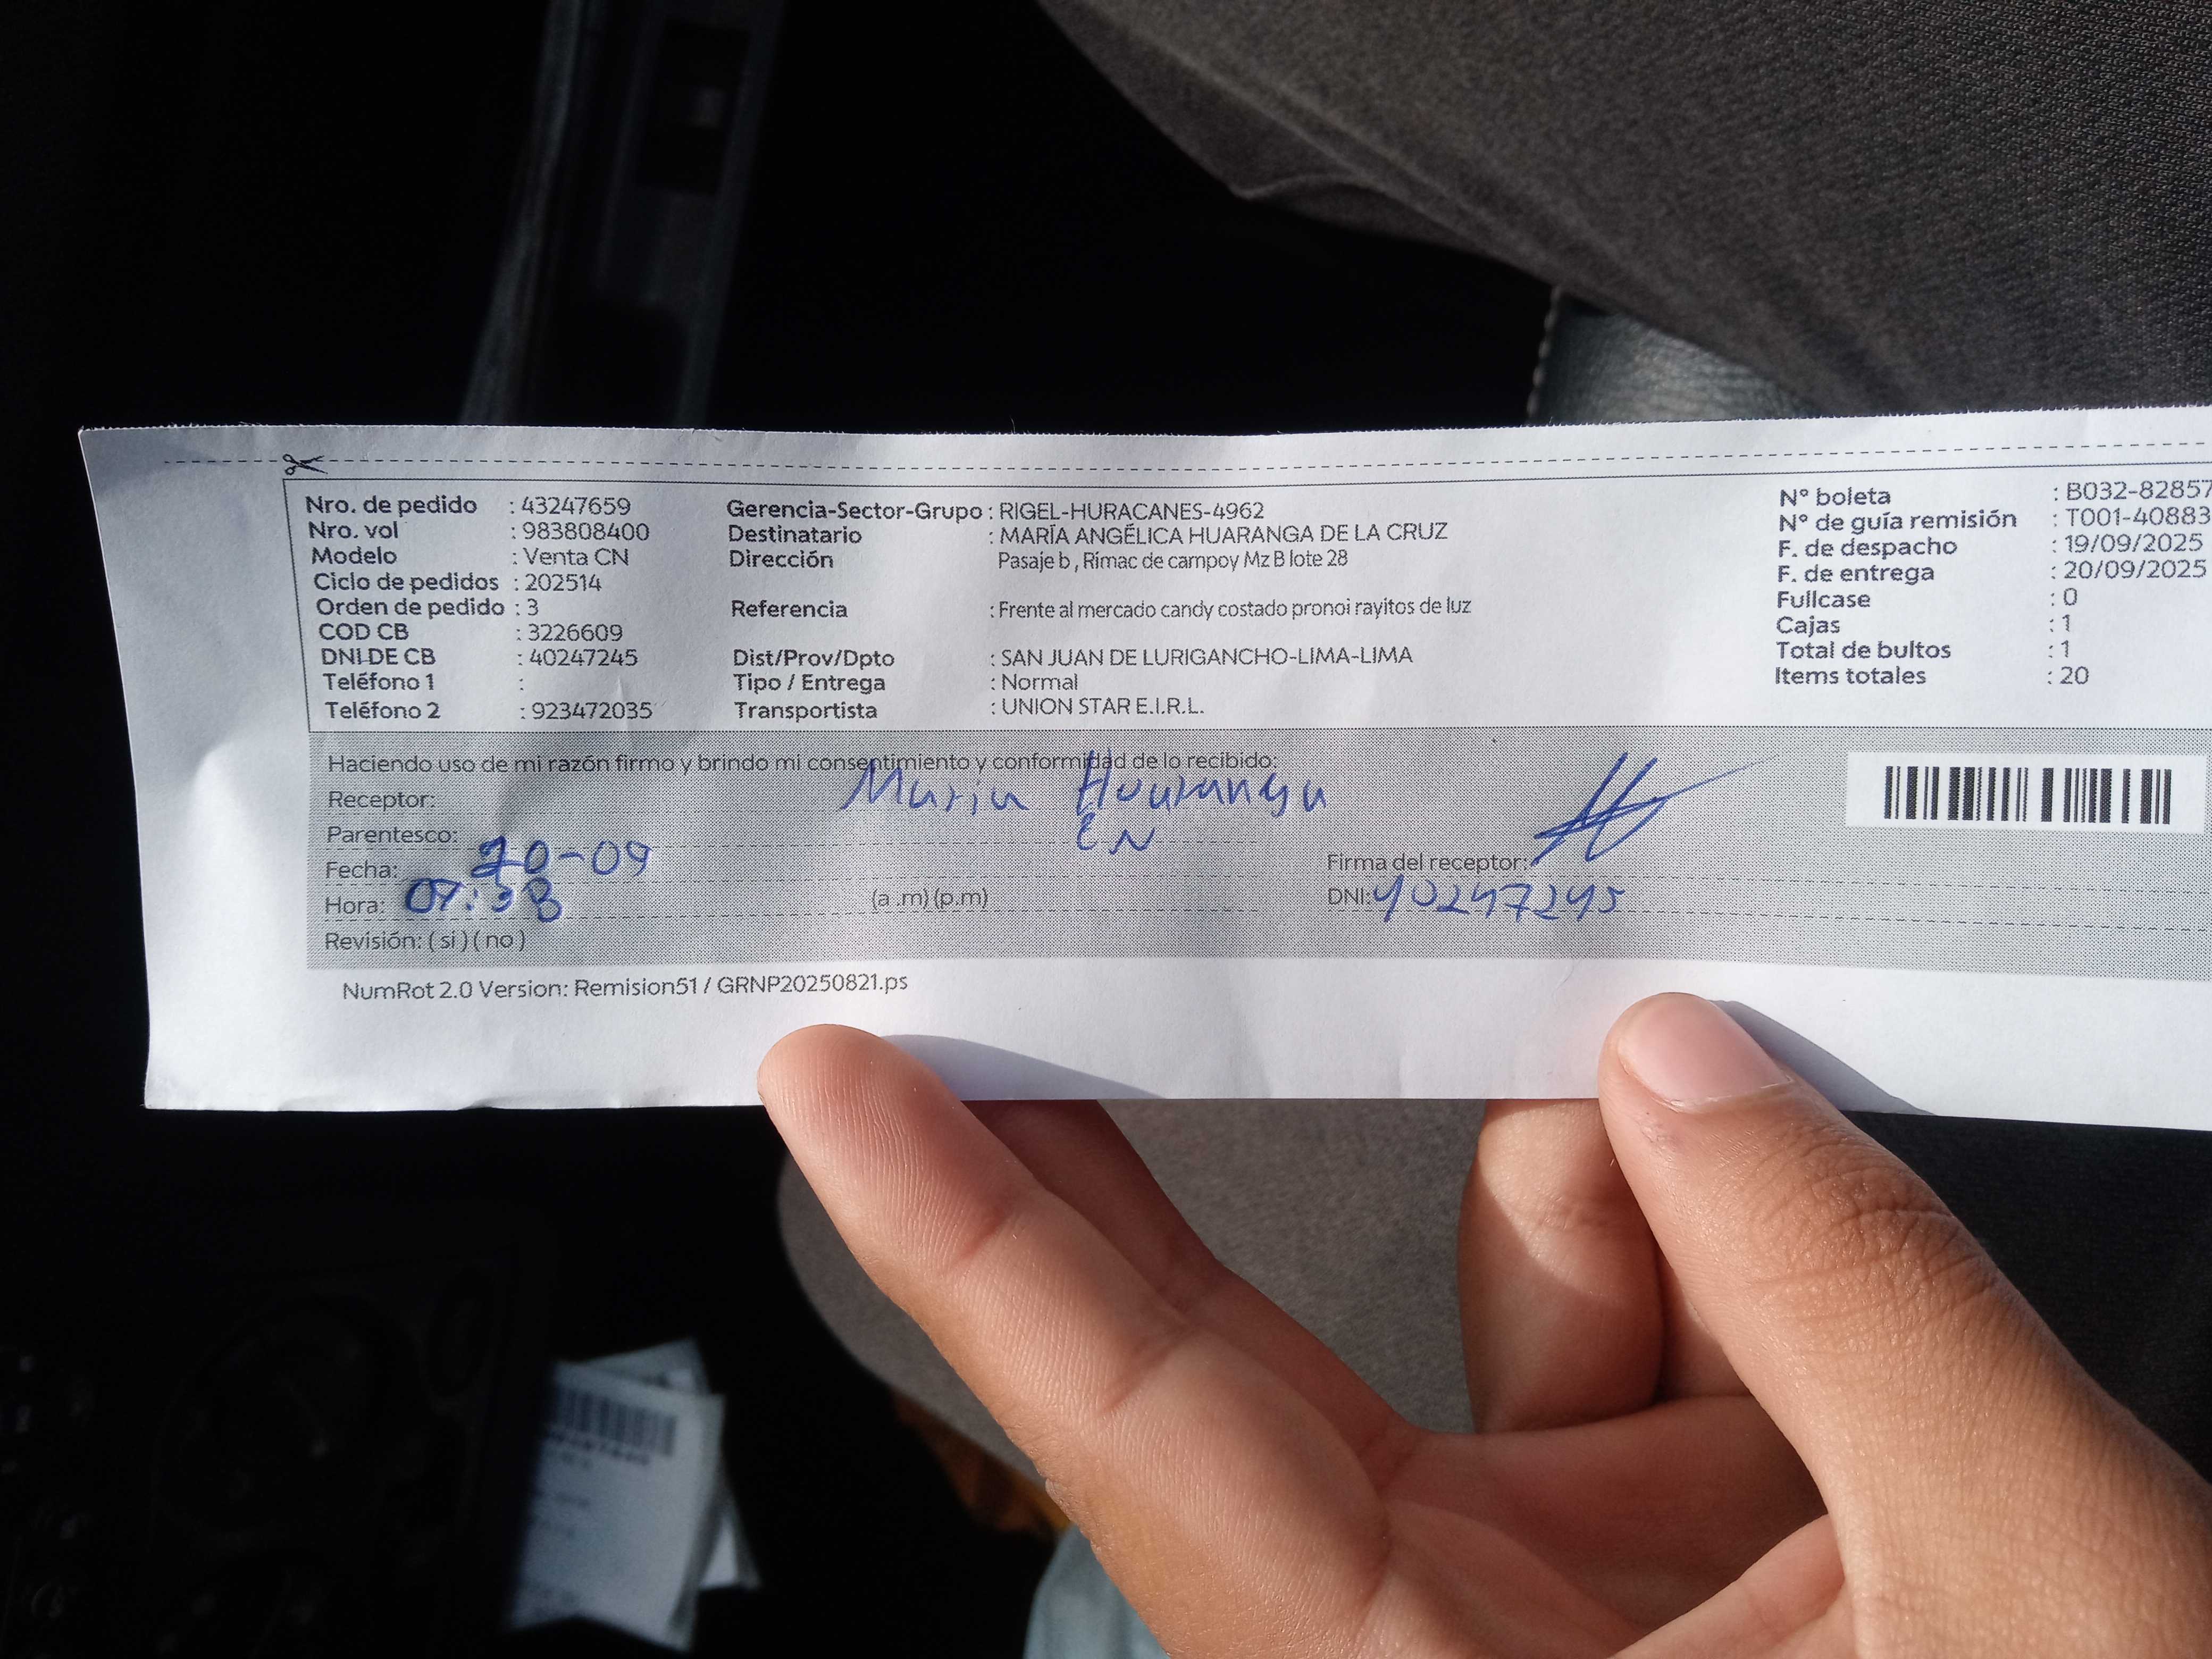 Nro. de pedido : 43247659
Nro. vol : 983808400
Modelo : Venta CN
Ciclo de pedidos : 202514
Orden de pedido : 3
COD CB : 3226609
DNI DE CB : 40247245
Teléfono 1 :
Teléfono 2 : 923472035
Gerencia-Sector-Grupo : RIGEL-HURACANES-4962
Destinatario : MARÍA ANGÉLICA HUARANGA DE LA CRUZ
Dirección Pasaje b , Rimac de campoy Mz B lote 28
Referencia : Frente al mercado candy costado pronoi rayitos de luz
Dist/Prov/Dpto : SAN JUAN DE LURIGANCHO-LIMA-LIMA
Tipo / Entrega : Normal
Transportista : UNION STAR E.I.R.L.
N° boleta : B032-82857
N° de guía remisión : T001-40883
F. de despacho : 19/09/2025
F. de entrega : 20/09/2025
Fullcase : 0
Cajas : 1
Total de bultos : 1
Items totales : 20
Haciendo uso de mi razón firmo y brindo mi consentimiento y conformidad de lo recibido:
Receptor: Maria Huaranga
Parentesco: CN
Fecha: 20-09
Hora: (a .m) (p.m)
Revisión: ( si ) ( no )
Firma del receptor:
DNI: 40247245
NumRot 2.0 Version: Remision51 / GRNP20250821.ps